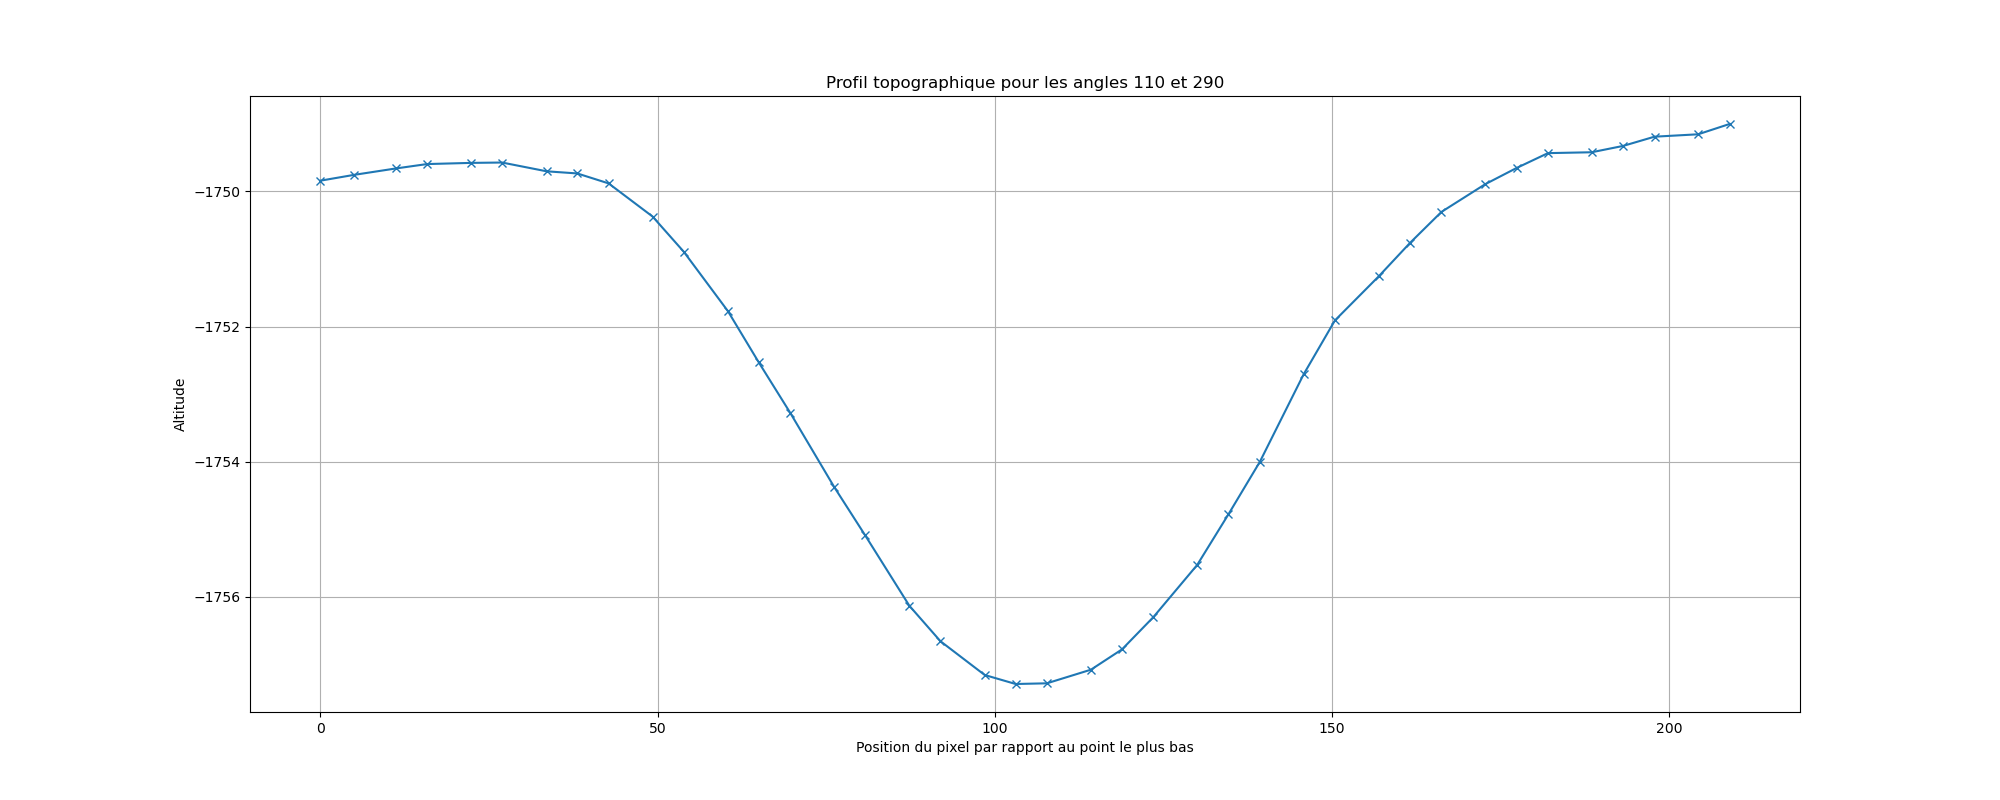 Profil topographique pour les angles 110 et 290
Altitude
−1750
−1752
−1754
−1756
0 50 100 150 200
Position du pixel par rapport au point le plus bas